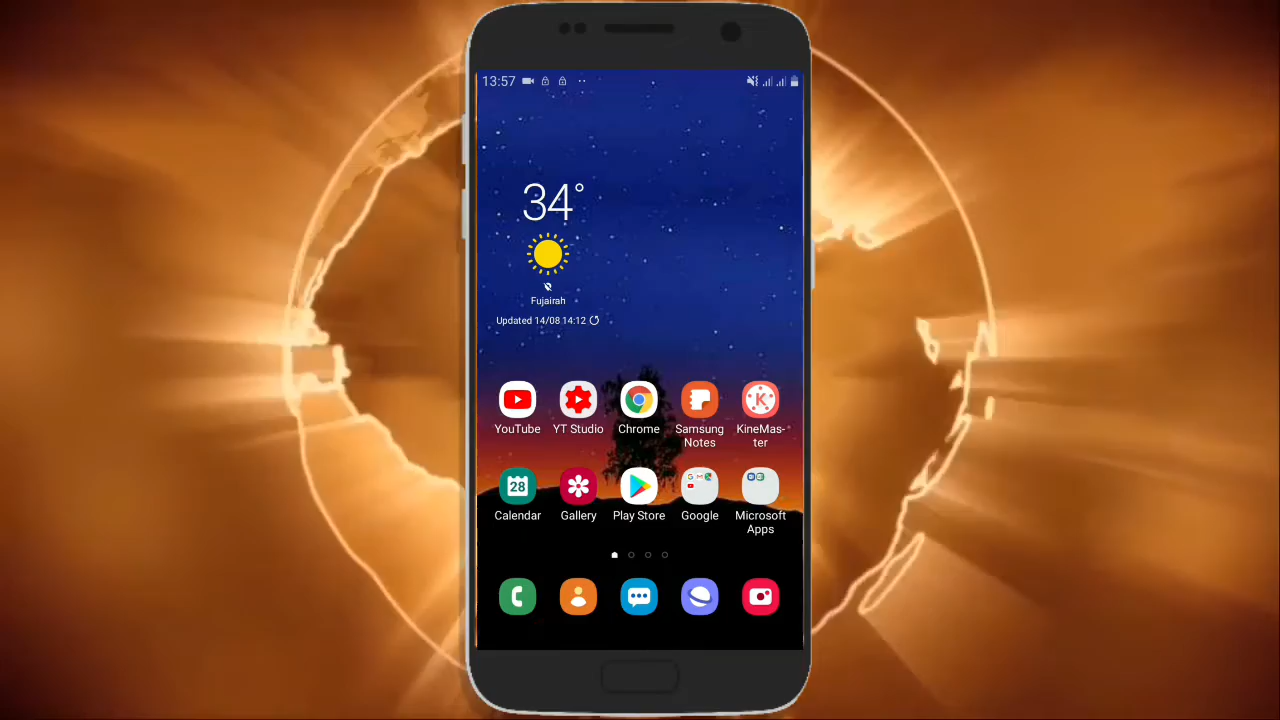 13:57
34°
Fujairah
Updated 14/08 14:12
YouTube
YT Studio
Chrome
Samsung
Notes
KineMas-
ter
28
Calendar
Gallery
Play Store
Google
Microsoft
Apps